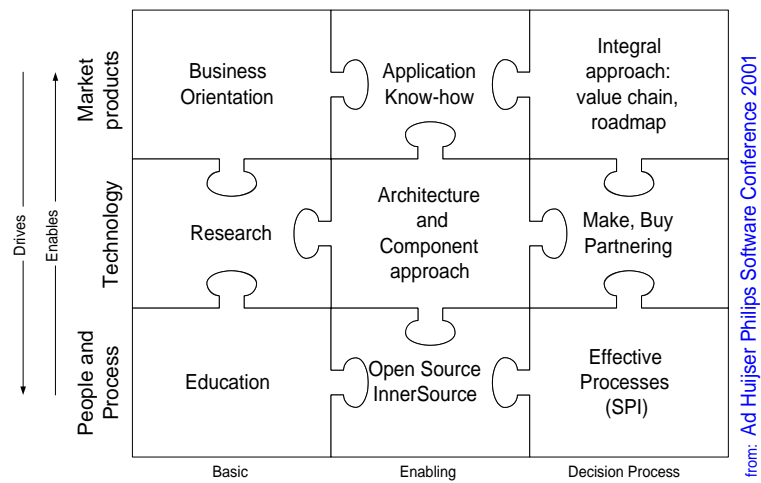 Drives
Enables
Market
products
Business
Orientation
Application
Know-how
Integral
approach:
value chain,
roadmap
Technology
Research
Architecture
and
Component
approach
Make, Buy
Partnering
People and
Process
Education
Open Source
InnerSource
Effective
Processes
(SPI)
Basic
Enabling
Decision Process
from: Ad Huijser Philips Software Conference 2001